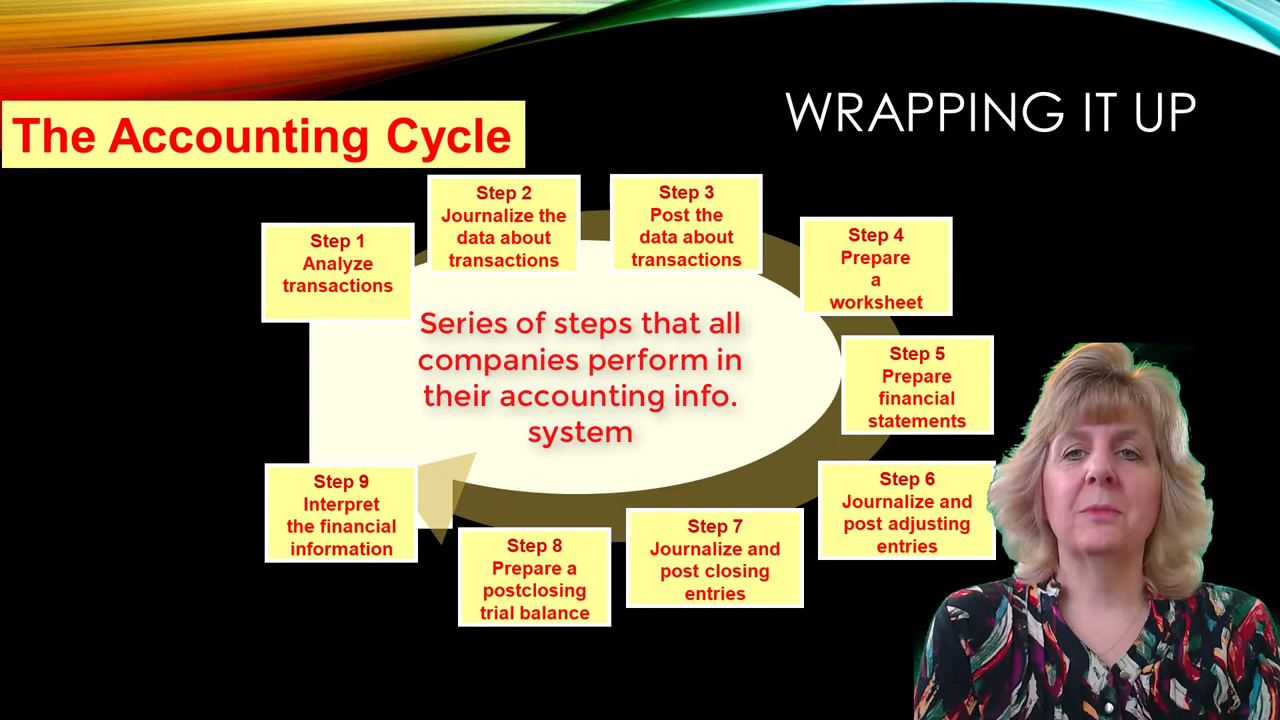 WRAPPING IT UP
The Accounting Cycle
Step 1
Analyze
transactions
Step 2
Journalize the
data about
transactions
Step 3
Post the
data about
transactions
Step 4
Prepare
a
worksheet
Step 5
Prepare
financial
statements
Step 6
Journalize and
post adjusting
entries
Step 7
Journalize and
post closing
entries
Step 8
Prepare a
postclosing
trial balance
Step 9
Interpret
the financial
information
Series of steps that all
companies perform in
their accounting info.
system